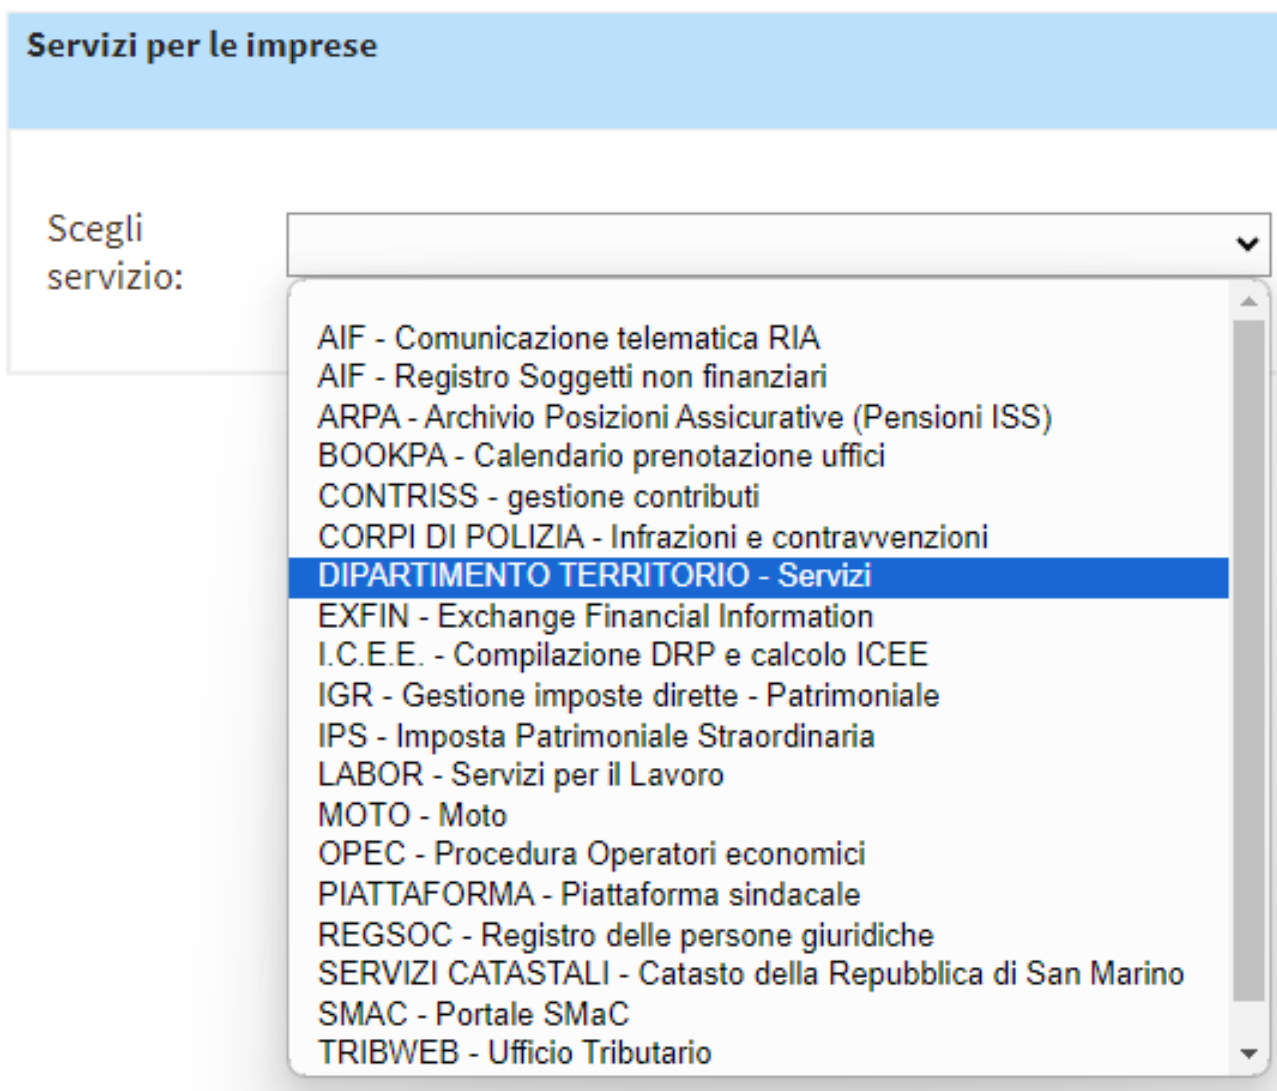 Servizi per le imprese
Scegli
servizio:
AIF - Comunicazione telematica RIA
AIF - Registro Soggetti non finanziari
ARPA - Archivio Posizioni Assicurative (Pensioni ISS)
BOOKPA - Calendario prenotazione uffici
CONTRISS - gestione contributi
CORPI DI POLIZIA - Infrazioni e contravvenzioni
DIPARTIMENTO TERRITORIO - Servizi
EXFIN - Exchange Financial Information
I.C.E.E. - Compilazione DRP e calcolo ICEE
IGR - Gestione imposte dirette - Patrimoniale
IPS - Imposta Patrimoniale Straordinaria
LABOR - Servizi per il Lavoro
MOTO - Moto
OPEC - Procedura Operatori economici
PIATTAFORMA - Piattaforma sindacale
REGSOC - Registro delle persone giuridiche
SERVIZI CATASTALI - Catasto della Repubblica di San Marino
SMAC - Portale SMaC
TRIBWEB - Ufficio Tributario